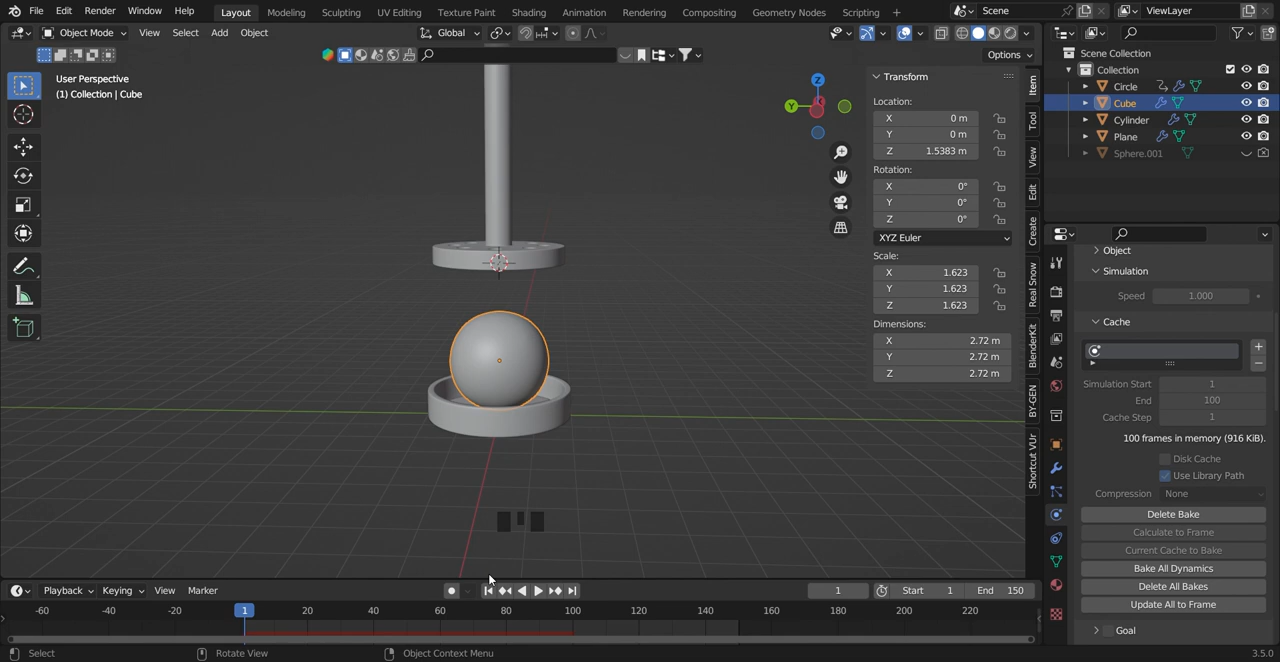 File Edit Render Window Help Layout Modeling Sculpting UV Editing Texture Paint Shading Animation Rendering Compositing Geometry Nodes Scripting + Scene ViewLayer
Object Mode View Select Add Object Global
Options
User Perspective
(1) Collection | Cube
Transform
Location:
X 0 m
Y 0 m
Z 1.5383 m
Rotation:
X 0°
Y 0°
Z 0°
XYZ Euler
Scale:
X 1.623
Y 1.623
Z 1.623
Dimensions:
X 2.72 m
Y 2.72 m
Z 2.72 m
Z
Y
Item
Tool
View
Edit
Create
Real Snow
BlenderKit
BY-GEN
Shortcut VUr
Scene Collection
Collection
Circle
Cube
Cylinder
Plane
Sphere.001
Object
Simulation
Speed 1.000
Cache
Simulation Start 1
End 100
Cache Step 1
100 frames in memory (916 KiB).
Disk Cache
Use Library Path
Compression None
Delete Bake
Calculate to Frame
Current Cache to Bake
Bake All Dynamics
Delete All Bakes
Update All to Frame
Goal
Playback Keying View Marker 1 Start 1 End 150
-60 -40 -20 1 20 40 60 80 100 120 140 160 180 200 220
Select Rotate View Object Context Menu 3.5.0